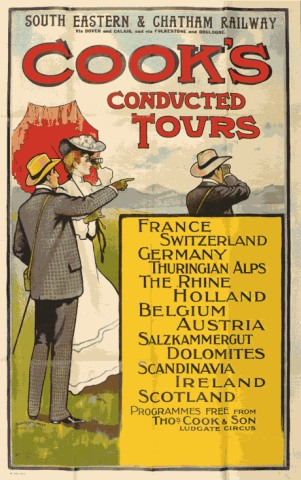 SOUTH EASTERN & CHATHAM RAILWAY
Via DOVER and CALAIS, and via FOLKESTONE and BOULOGNE.
COOK'S
CONDUCTED
TOURS
FRANCE
SWITZERLAND
GERMANY
THURINGIAN ALPS
THE RHINE
HOLLAND
BELGIUM
AUSTRIA
SALZKAMMERGUT
DOLOMITES
SCANDINAVIA
IRELAND
SCOTLAND
PROGRAMMES FREE FROM
THOS COOK & SON
LUDGATE CIRCUS